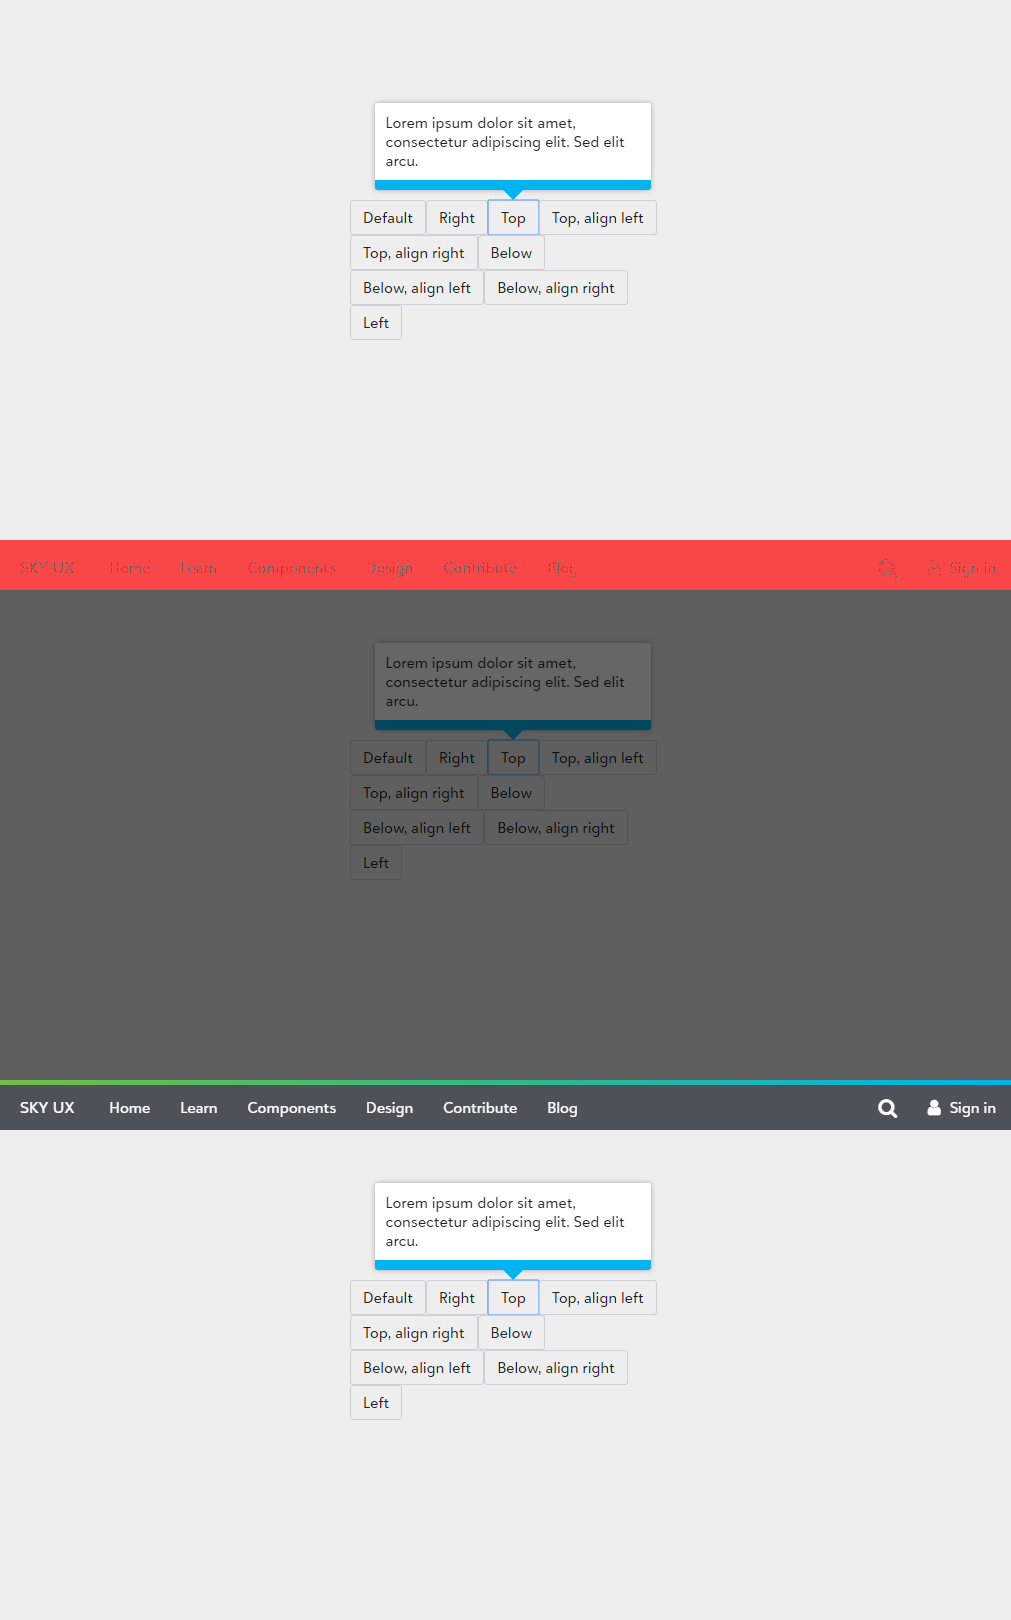 Lorem ipsum dolor sit amet,
consectetur adipiscing elit. Sed elit
arcu.
Default Right Top Top, align left
Top, align right Below
Below, align left Below, align right
Left
SKY UX Home Learn Components Design Contribute Blog Sign in
Lorem ipsum dolor sit amet,
consectetur adipiscing elit. Sed elit
arcu.
Default Right Top Top, align left
Top, align right Below
Below, align left Below, align right
Left
SKY UX Home Learn Components Design Contribute Blog Sign in
Lorem ipsum dolor sit amet,
consectetur adipiscing elit. Sed elit
arcu.
Default Right Top Top, align left
Top, align right Below
Below, align left Below, align right
Left